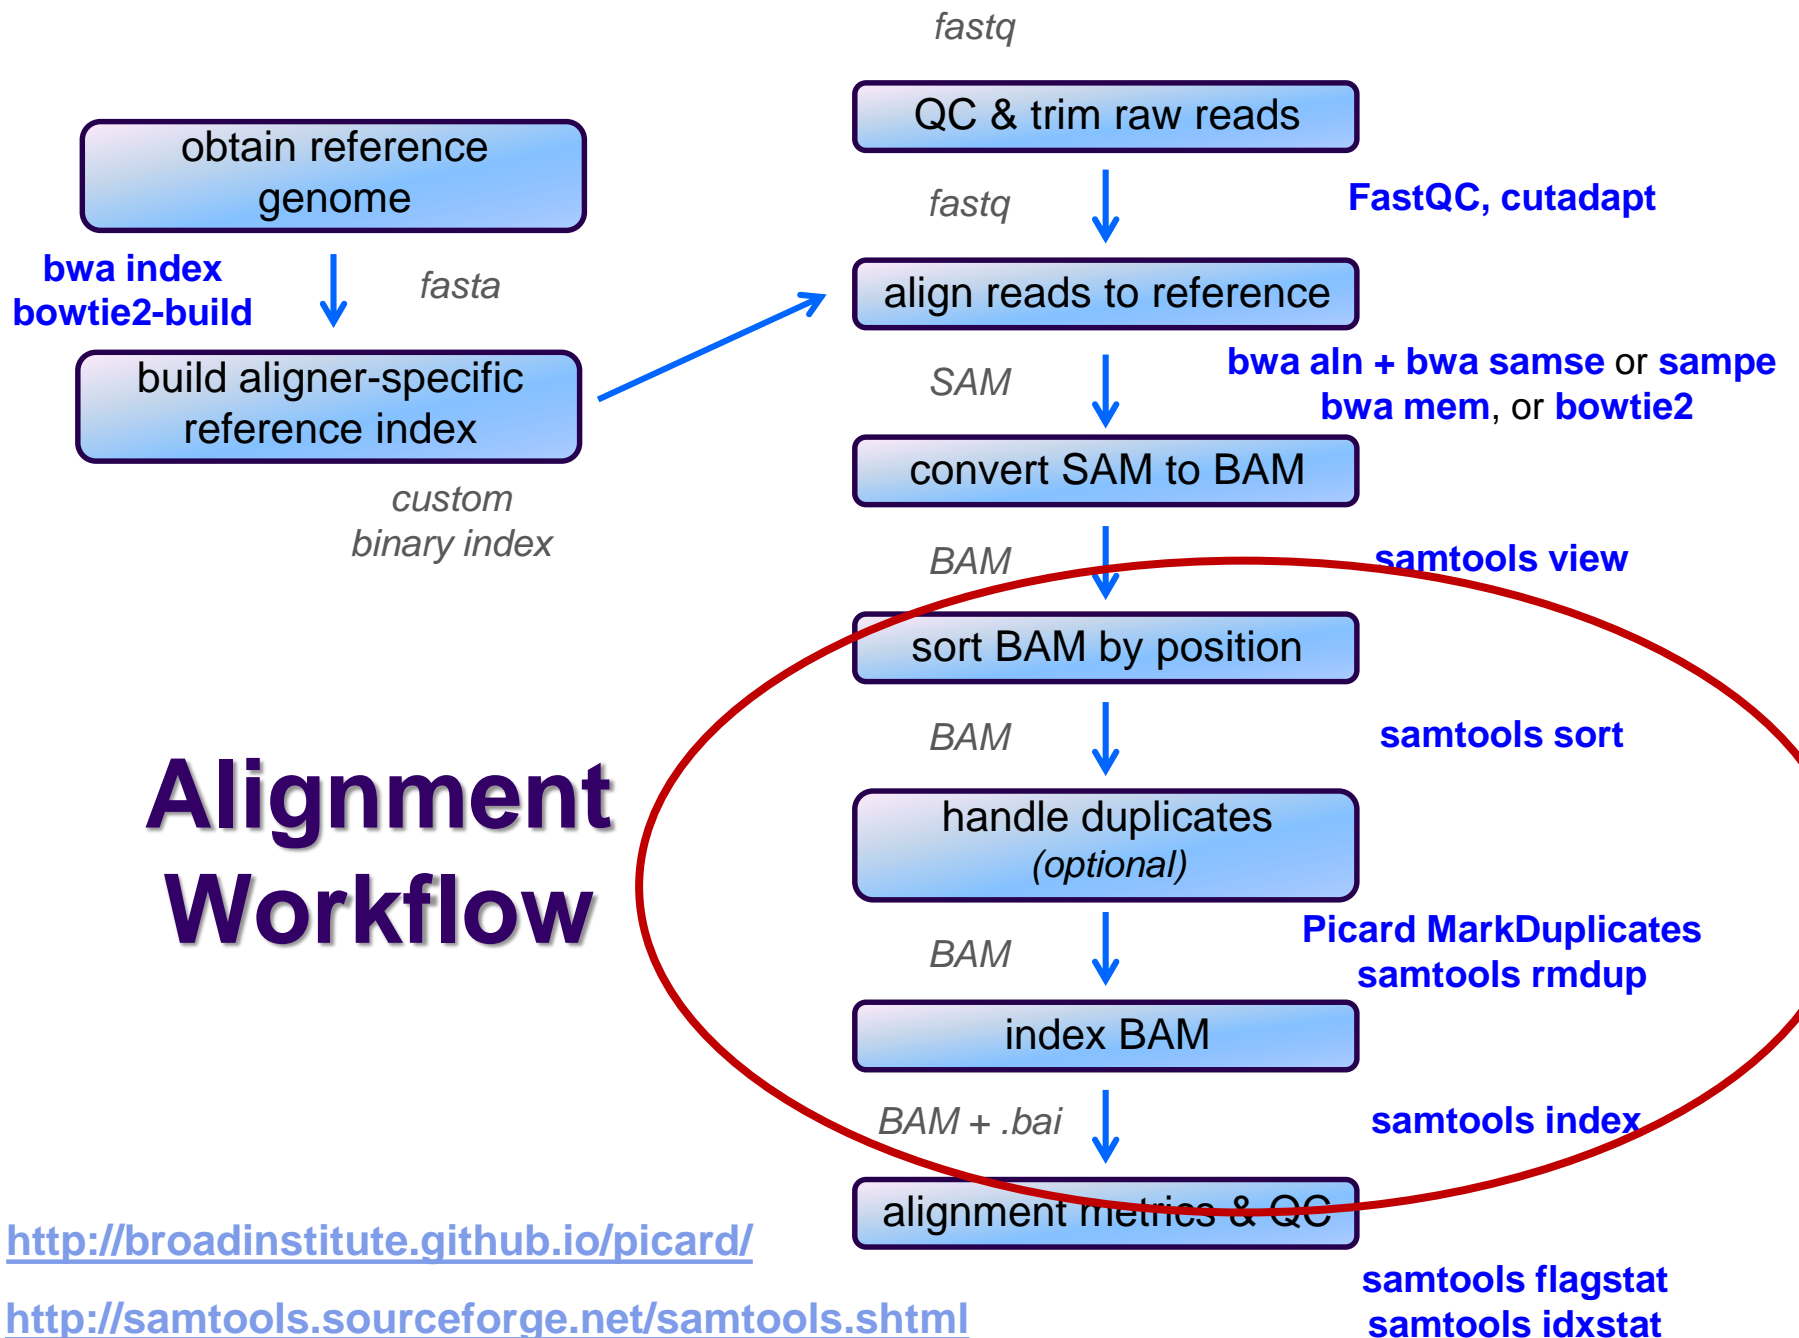 fastq
QC & trim raw reads
obtain reference
genome
fastq
FastQC, cutadapt
bwa index
bowtie2-build
fasta
align reads to reference
build aligner-specific
reference index
SAM
bwa aln + bwa samse or sampe
bwa mem, or bowtie2
convert SAM to BAM
custom
binary index
BAM
samtools view
sort BAM by position
BAM
samtools sort
Alignment
Workflow
handle duplicates
(optional)
BAM
Picard MarkDuplicates
samtools rmdup
index BAM
BAM + .bai
samtools index
alignment metrics & QC
http://broadinstitute.github.io/picard/
samtools flagstat
samtools idxstat
http://samtools.sourceforge.net/samtools.shtml